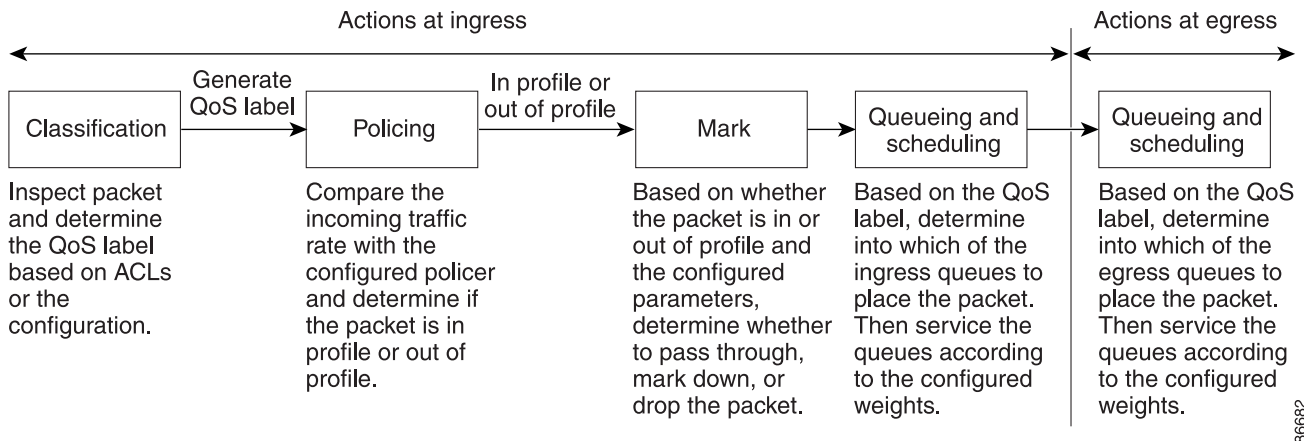 Actions at ingress
Actions at egress
Generate
QoS label
In profile or
out of profile
Classification
Policing
Mark
Queueing and
scheduling
Queueing and
scheduling
Inspect packet
and determine
the QoS label
based on ACLs
or the
configuration.
Compare the
incoming traffic
rate with the
configured policer
and determine if
the packet is in
profile or out of
profile.
Based on whether
the packet is in or
out of profile and
the configured
parameters,
determine whether
to pass through,
mark down, or
drop the packet.
Based on the QoS
label, determine
into which of the
ingress queues to
place the packet.
Then service the
queues according
to the configured
weights.
Based on the QoS
label, determine
into which of the
egress queues to
place the packet.
Then service the
queues according
to the configured
weights.
86682